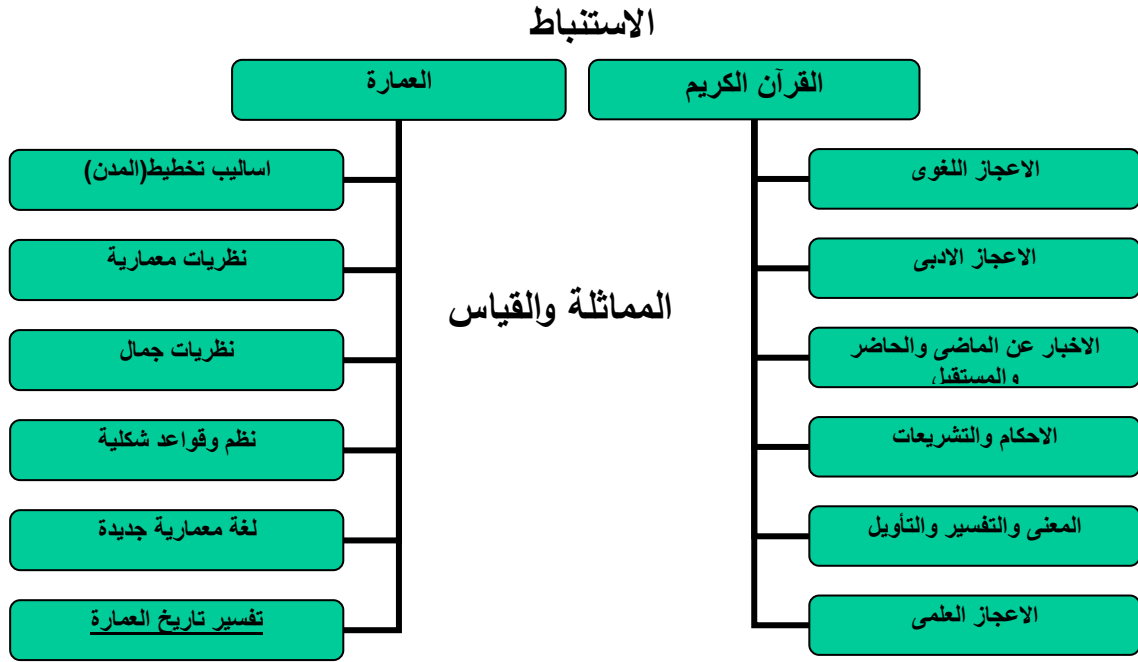 الاستنباط
القرآن الكريم
الاعجاز اللغوى
الاعجاز الادبى
الاخبار عن الماضى والحاضر
والمستقبل
الاحكام والتشريعات
المعنى والتفسير والتأويل
الاعجاز العلمى
المماثلة والقياس
العمارة
اساليب تخطيط(المدن)
نظريات معمارية
نظريات جمال
نظم وقواعد شكلية
لغة معمارية جديدة
تفسير تاريخ العمارة